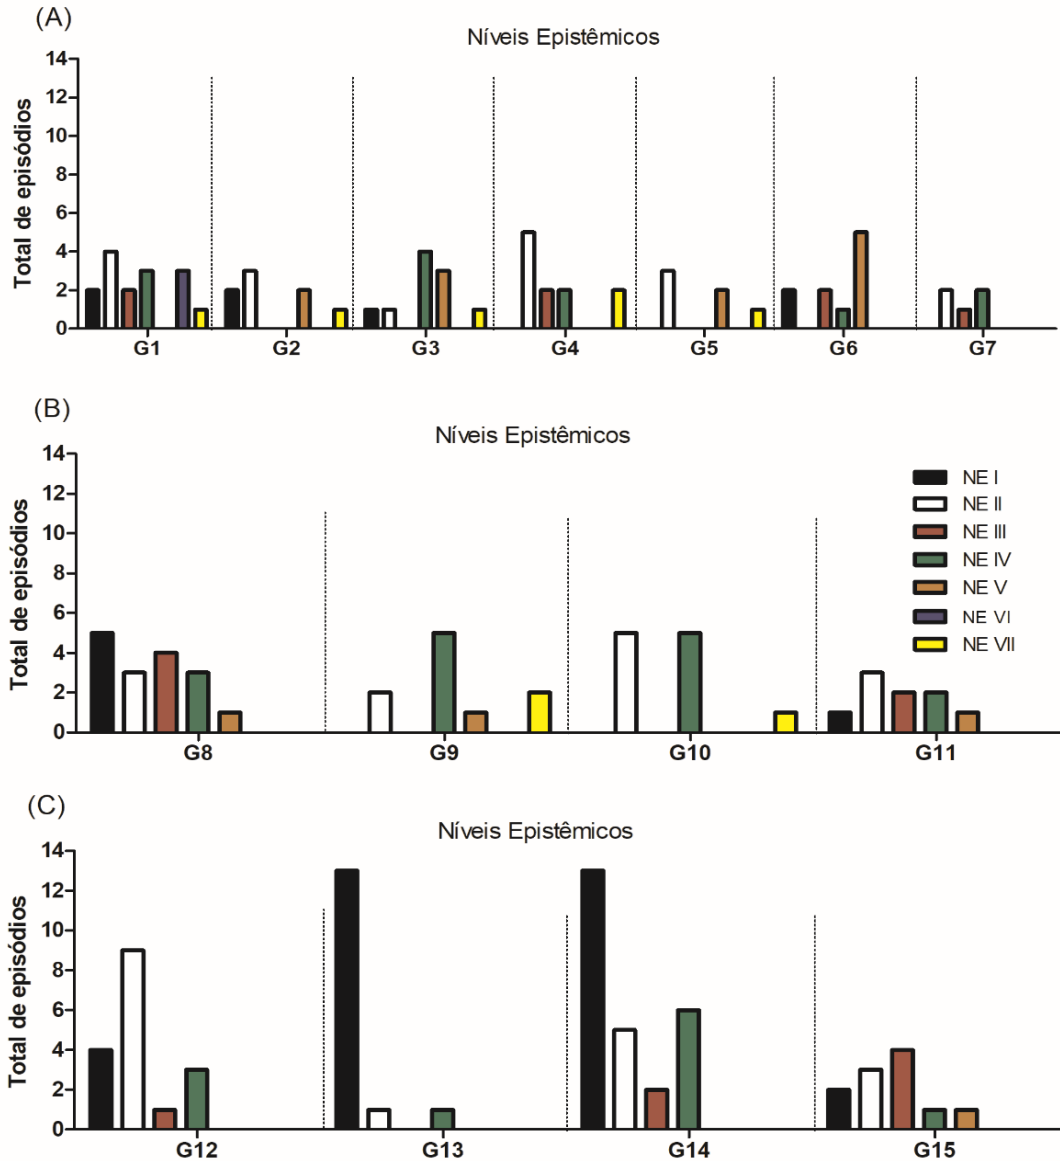 (A)
Níveis Epistêmicos
Total de episódios
14
12
10
8
6
4
2
0
G1 G2 G3 G4 G5 G6 G7
(B)
Níveis Epistêmicos
Total de episódios
14
12
10
8
6
4
2
0
NE I
NE II
NE III
NE IV
NE V
NE VI
NE VII
G8 G9 G10 G11
(C)
Níveis Epistêmicos
Total de episódios
14
12
10
8
6
4
2
0
G12 G13 G14 G15